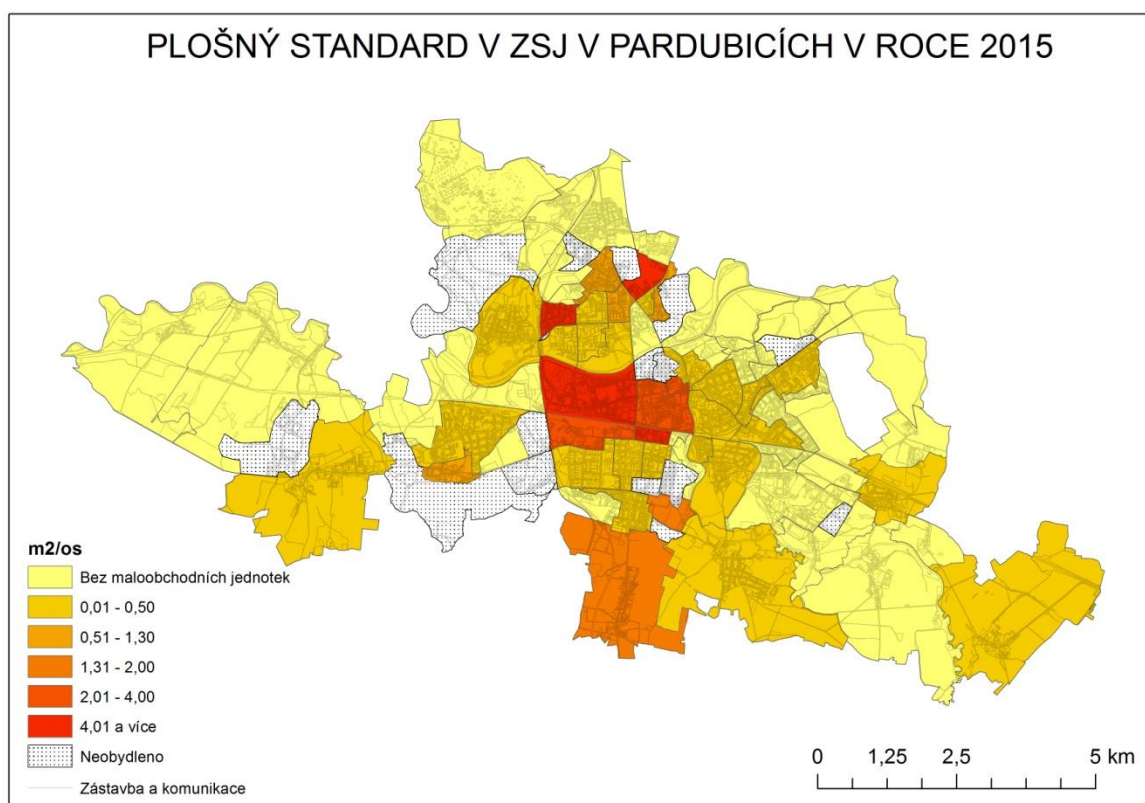 PLOŠNÝ STANDARD V ZSJ V PARDUBICÍCH V ROCE 2015
m2/os
Bez maloobchodních jednotek
0,01 - 0,50
0,51 - 1,30
1,31 - 2,00
2,01 - 4,00
4,01 a více
Neobydleno
Zástavba a komunikace
0 1,25 2,5 5 km